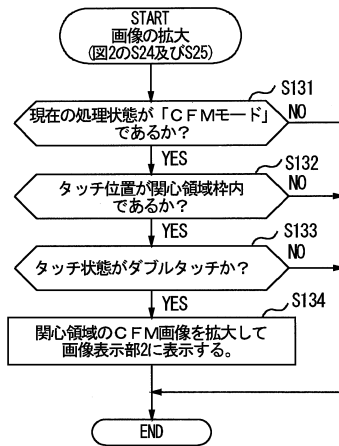 START
画像の拡大
(図2のS24及びS25)
S131
現在の処理状態が「CFMモード」
であるか?
NO
YES
S132
タッチ位置が関心領域枠内
であるか?
NO
YES
S133
タッチ状態がダブルタッチか?
NO
YES
S134
関心領域のCFM画像を拡大して
画像表示部2に表示する。
END